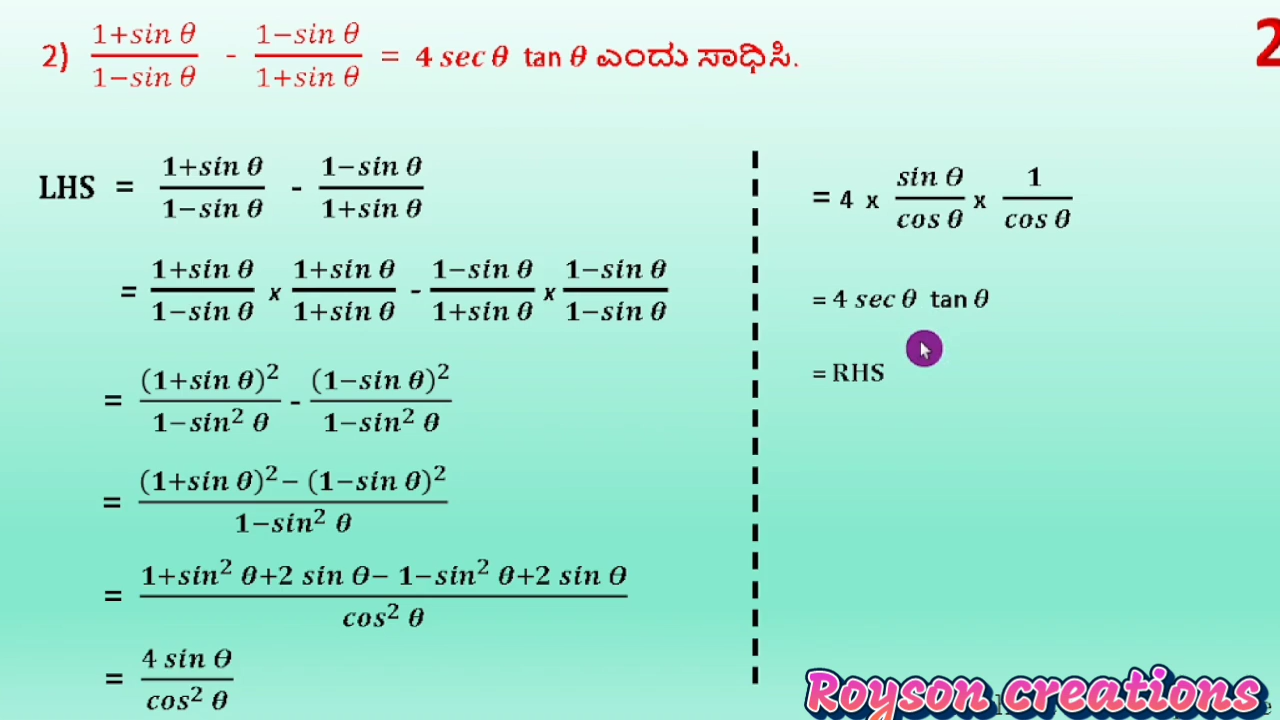 2) (1+sin θ)/(1−sin θ) - (1−sin θ)/(1+sin θ) = 4 sec θ tan θ ಎಂದು ಸಾಧಿಸಿ.
2
LHS = (1+sin θ)/(1−sin θ) - (1−sin θ)/(1+sin θ)
= (1+sin θ)/(1−sin θ) x (1+sin θ)/(1+sin θ) - (1−sin θ)/(1+sin θ) x (1−sin θ)/(1−sin θ)
= (1+sin θ)²/(1−sin² θ) - (1−sin θ)²/(1−sin² θ)
= ((1+sin θ)²− (1−sin θ)²)/(1−sin² θ)
= (1+sin² θ+2 sin θ− 1−sin² θ+2 sin θ)/(cos² θ)
= (4 sin θ)/(cos² θ)
= 4 x (sin θ)/(cos θ) x 1/(cos θ)
= 4 sec θ tan θ
= RHS
Royson creations